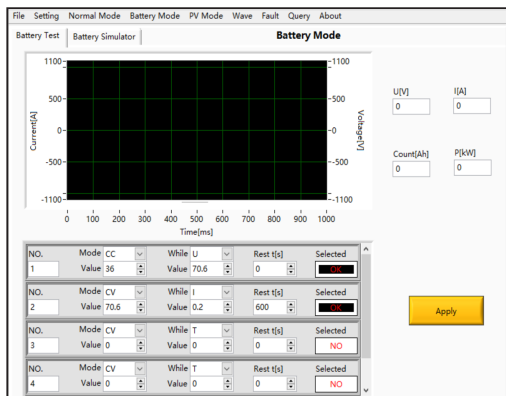 File Setting Normal Mode Battery Mode PV Mode Wave Fault Query About
Battery Test Battery Simulator Battery Mode
1100 1100
500 500
0 0
-500 -500
-1100 -1100
Current[A]
Voltage[V]
0 100 200 300 400 500 600 700 800 900 1000
Time[ms]
U[V] I[A]
0 0
Count[Ah] P[kW]
0 0
NO. Mode CC While U Rest t[s] Selected
1 Value 36 Value 70.6 0 OK
NO. Mode CV While I Rest t[s] Selected
2 Value 70.6 Value 0.2 600 OK
NO. Mode CV While T Rest t[s] Selected
3 Value 0 Value 0 0 NO
NO. Mode CV While T Rest t[s] Selected
4 Value 0 Value 0 0 NO
Apply